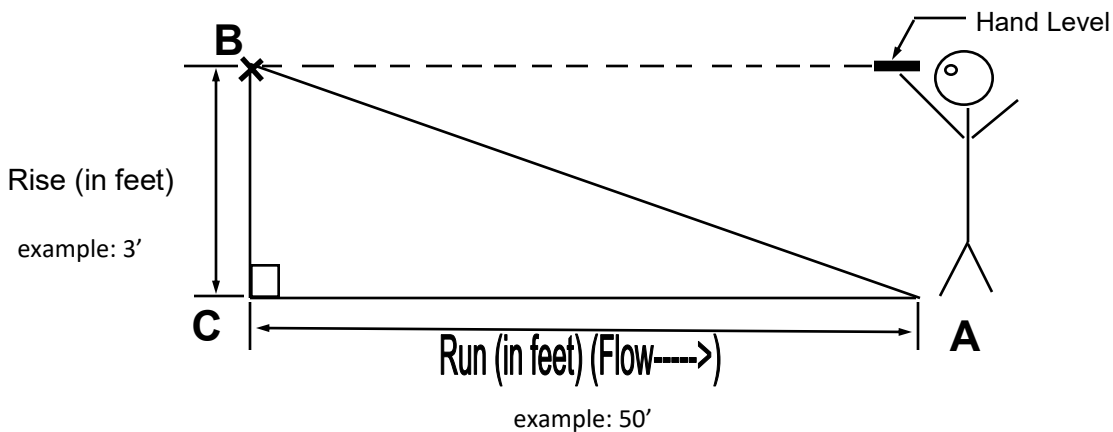 Hand Level
B
Rise (in feet)
example: 3’
C
A
Run (in feet) (Flow----->)
example: 50’